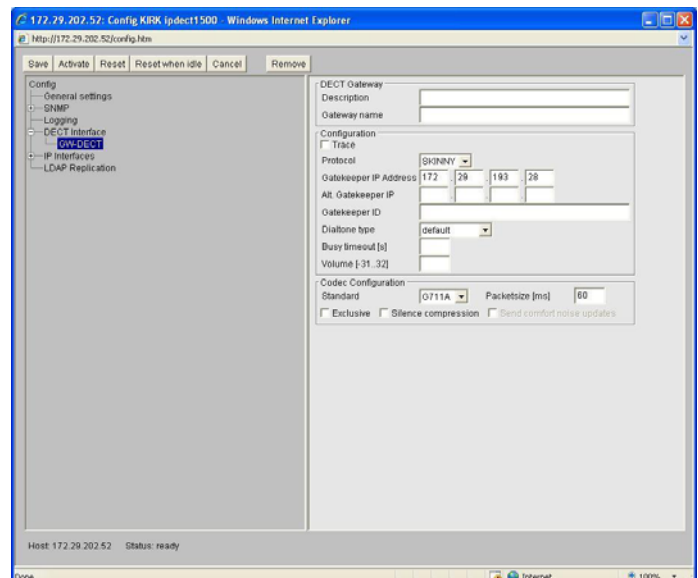 172.29.202.52: Config KIRK ipdect1500 - Windows Internet Explorer
http://172.29.202.52/config.htm
Save Activate Reset Reset when idle Cancel Remove
Config
General settings
SNMP
Logging
DECT Interface
GW-DECT
IP Interfaces
LDAP Replication
DECT Gateway
Description
Gateway name
Configuration
Trace
Protocol SKINNY
Gatekeeper IP Address 172 . 29 . 193 . 28
Alt. Gatekeeper IP . . .
Gatekeeper ID
Dialtone type default
Busy timeout [s]
Volume [-31..32]
Codec Configuration
Standard G711A Packetsize [ms] 60
Exclusive Silence compression Send comfort noise updates
Host: 172.29.202.52 Status: ready
Done Internet 100%